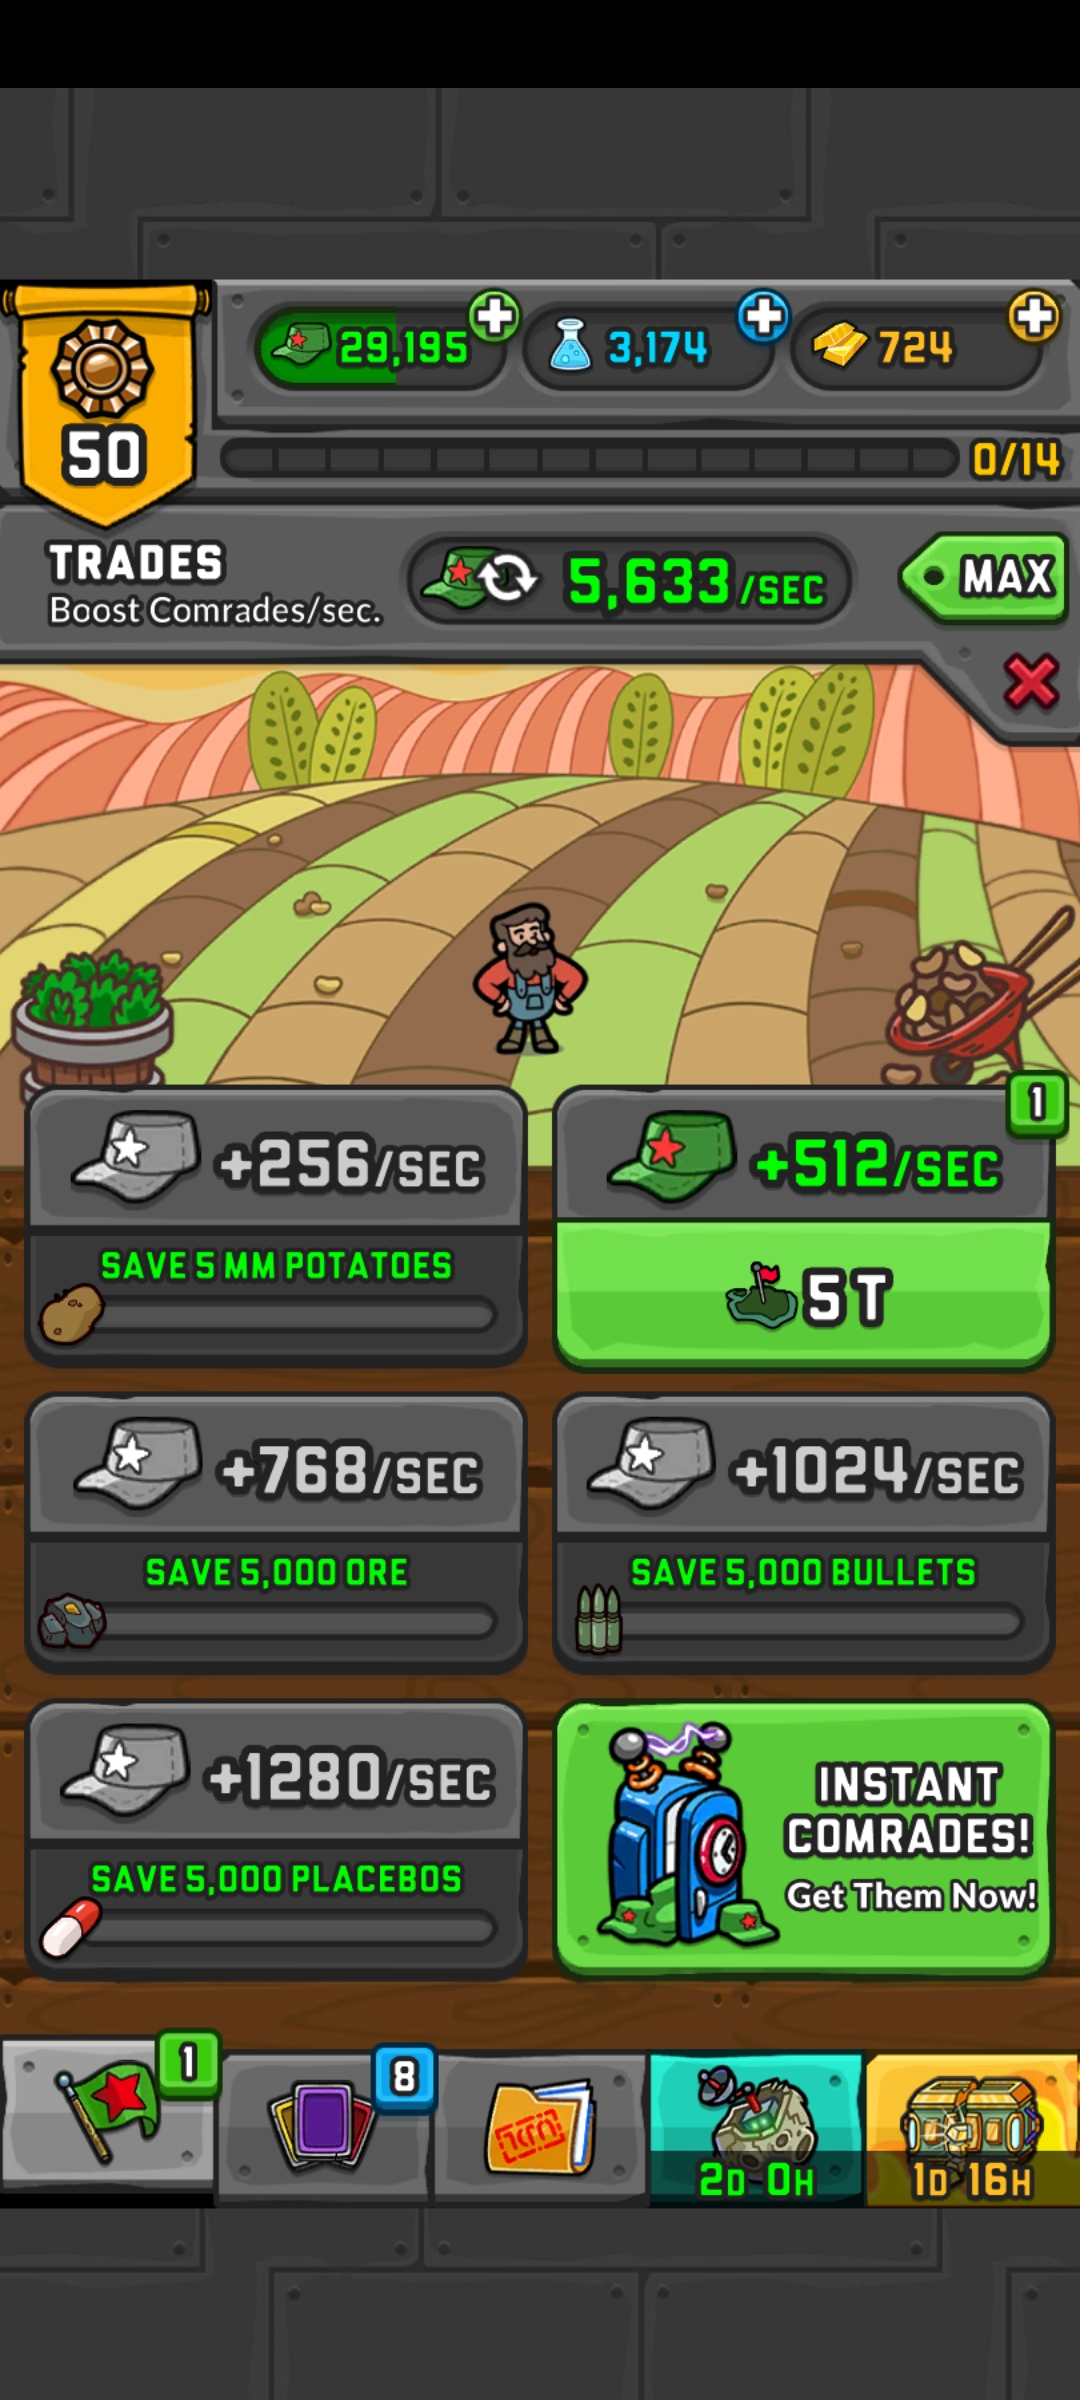 29,195
3,174
724
50
0/14
TRADES
Boost Comrades/sec.
5,633/SEC
MAX
+256/SEC
SAVE 5 MM POTATOES
1
+512/SEC
5 T
+768/SEC
SAVE 5,000 ORE
+1024/SEC
SAVE 5,000 BULLETS
+1280/SEC
SAVE 5,000 PLACEBOS
INSTANT
COMRADES!
Get Them Now!
1
8
2D 0H
1D 16H